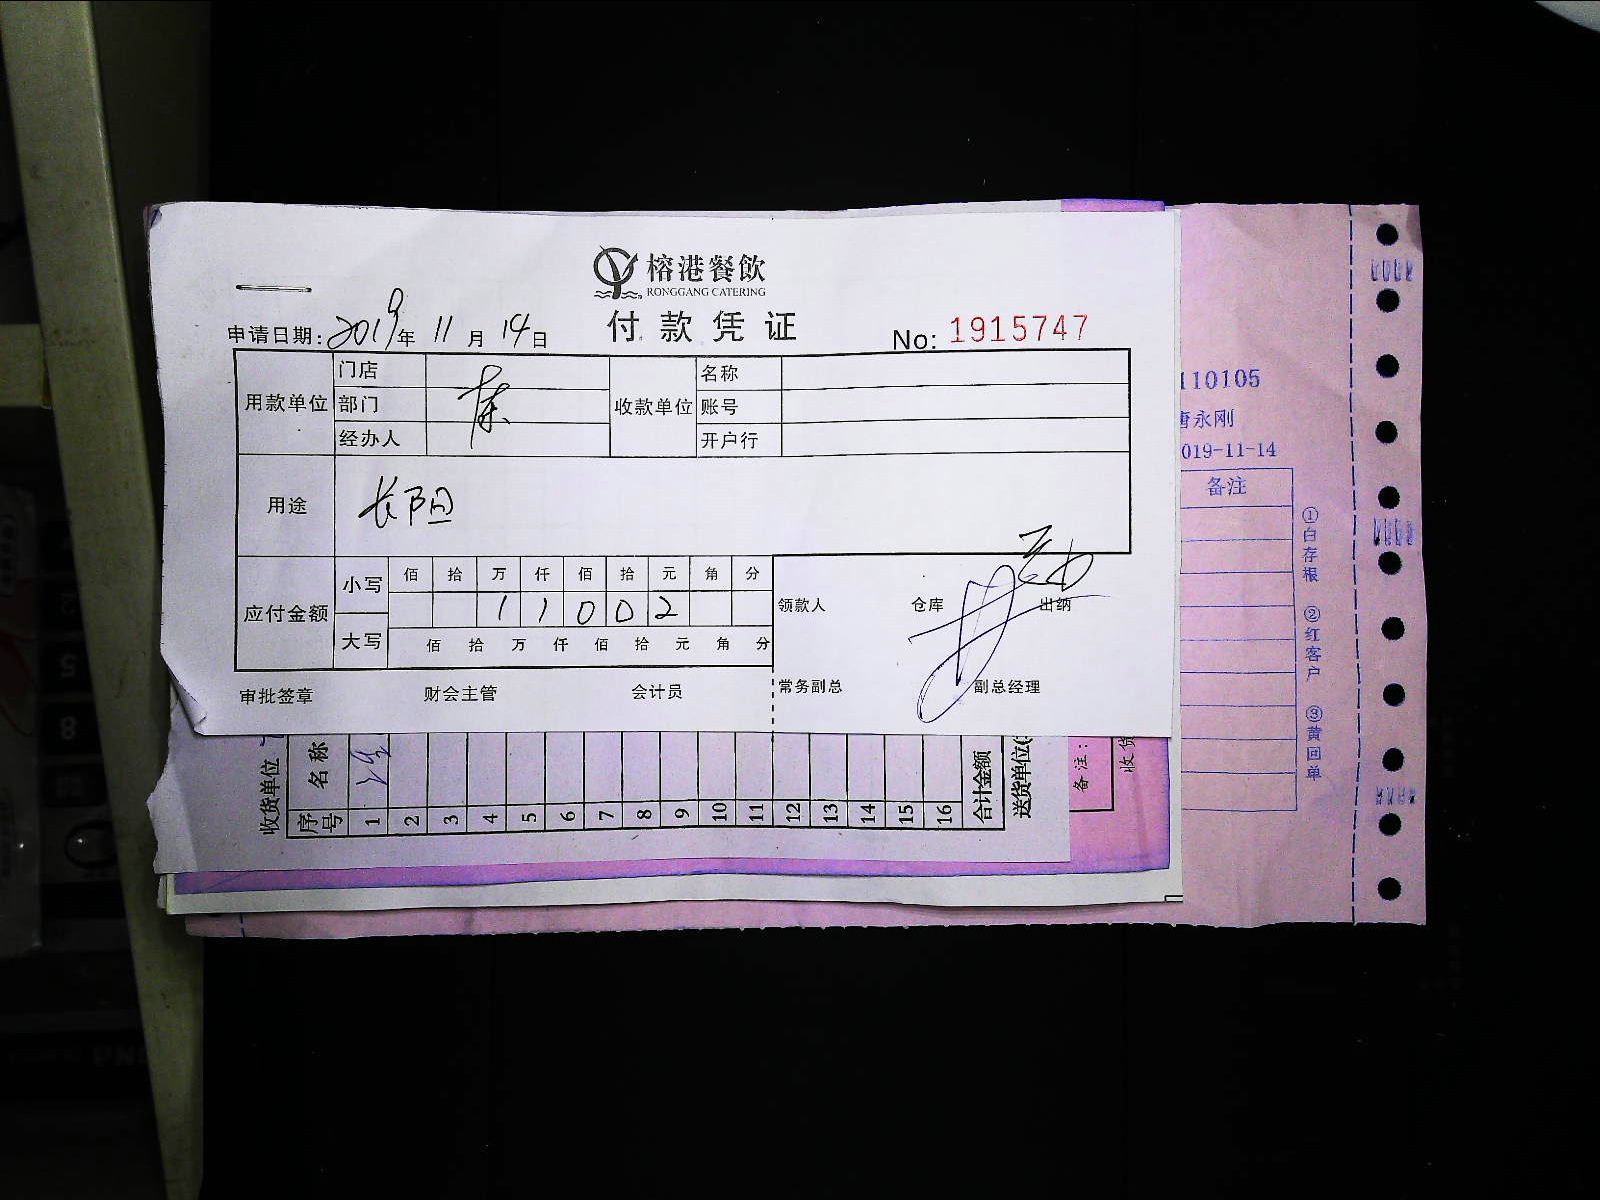 榕港餐飲
RONGGANG CATERING
付款凭证
申请日期: 2019年 11月 14日
No: 1915747
用款单位 门店 收款单位 名称
部门 账号
经办人 开户行
用途 长阳
应付金额 小写 佰 拾 万 仟 佰 拾 元 角 分
1 1 0 0 2
大写 佰 拾 万 仟 佰 拾 元 角 分
领款人 仓库 出纳
审批签章 财会主管 会计员 常务副总 副总经理
110105
唐永刚
019-11-14
备注
①白存根 ②红客户 ③黄回单
收货单位
序号 名称
1
2
3
4
5
6
7
8
9
10
11
12
13
14
15
16
合计金额
送货单位(
备注:
收货